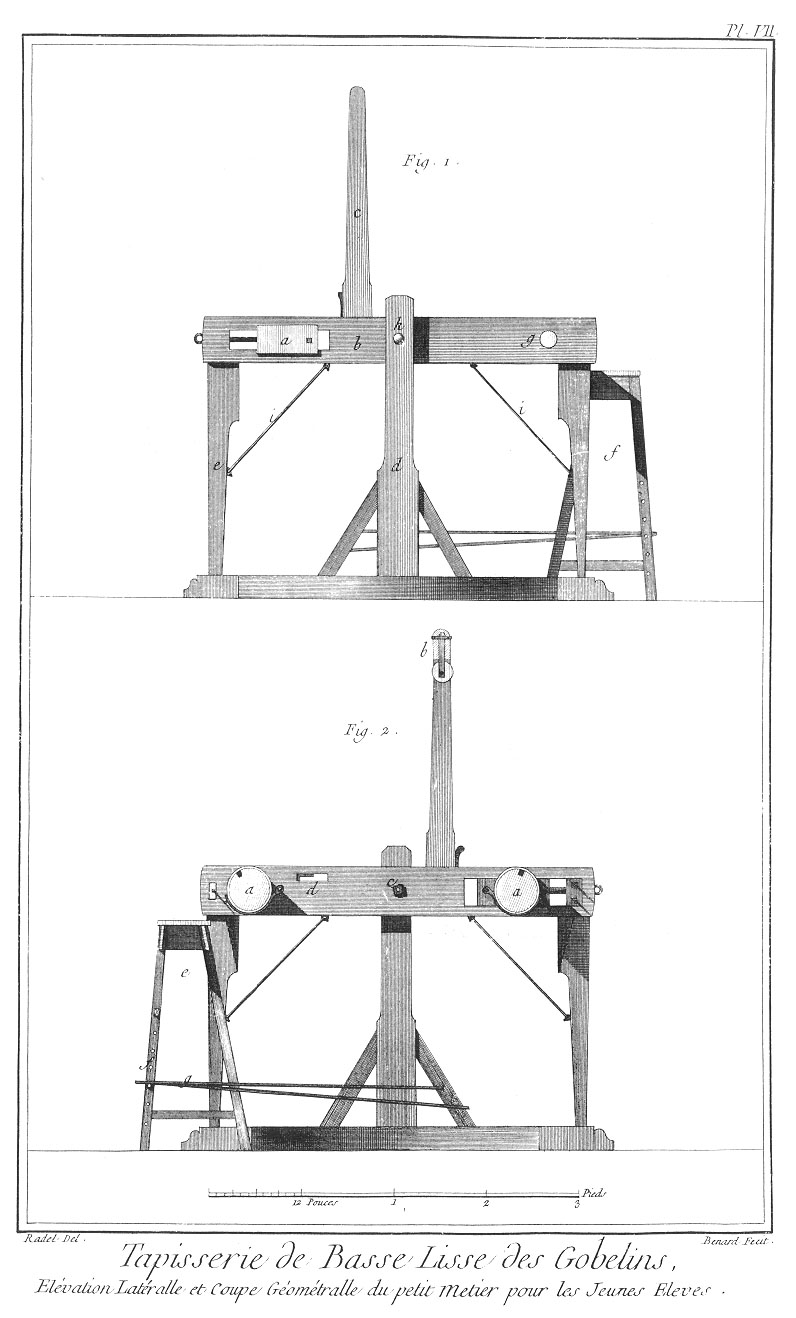 Pl. VII.
Fig. 1.
c
h
a
b
g
i
i
e
d
f
b
Fig. 2.
a
d
c
a
e
f
g
12 Pouces 1 2 3 Pieds
Radel Del.
Benard Fecit.
Tapisserie de Basse Lisse des Gobelins,
Elévation Latéralle et Coupe Géométralle du petit Metier pour les Jeunes Eleves.